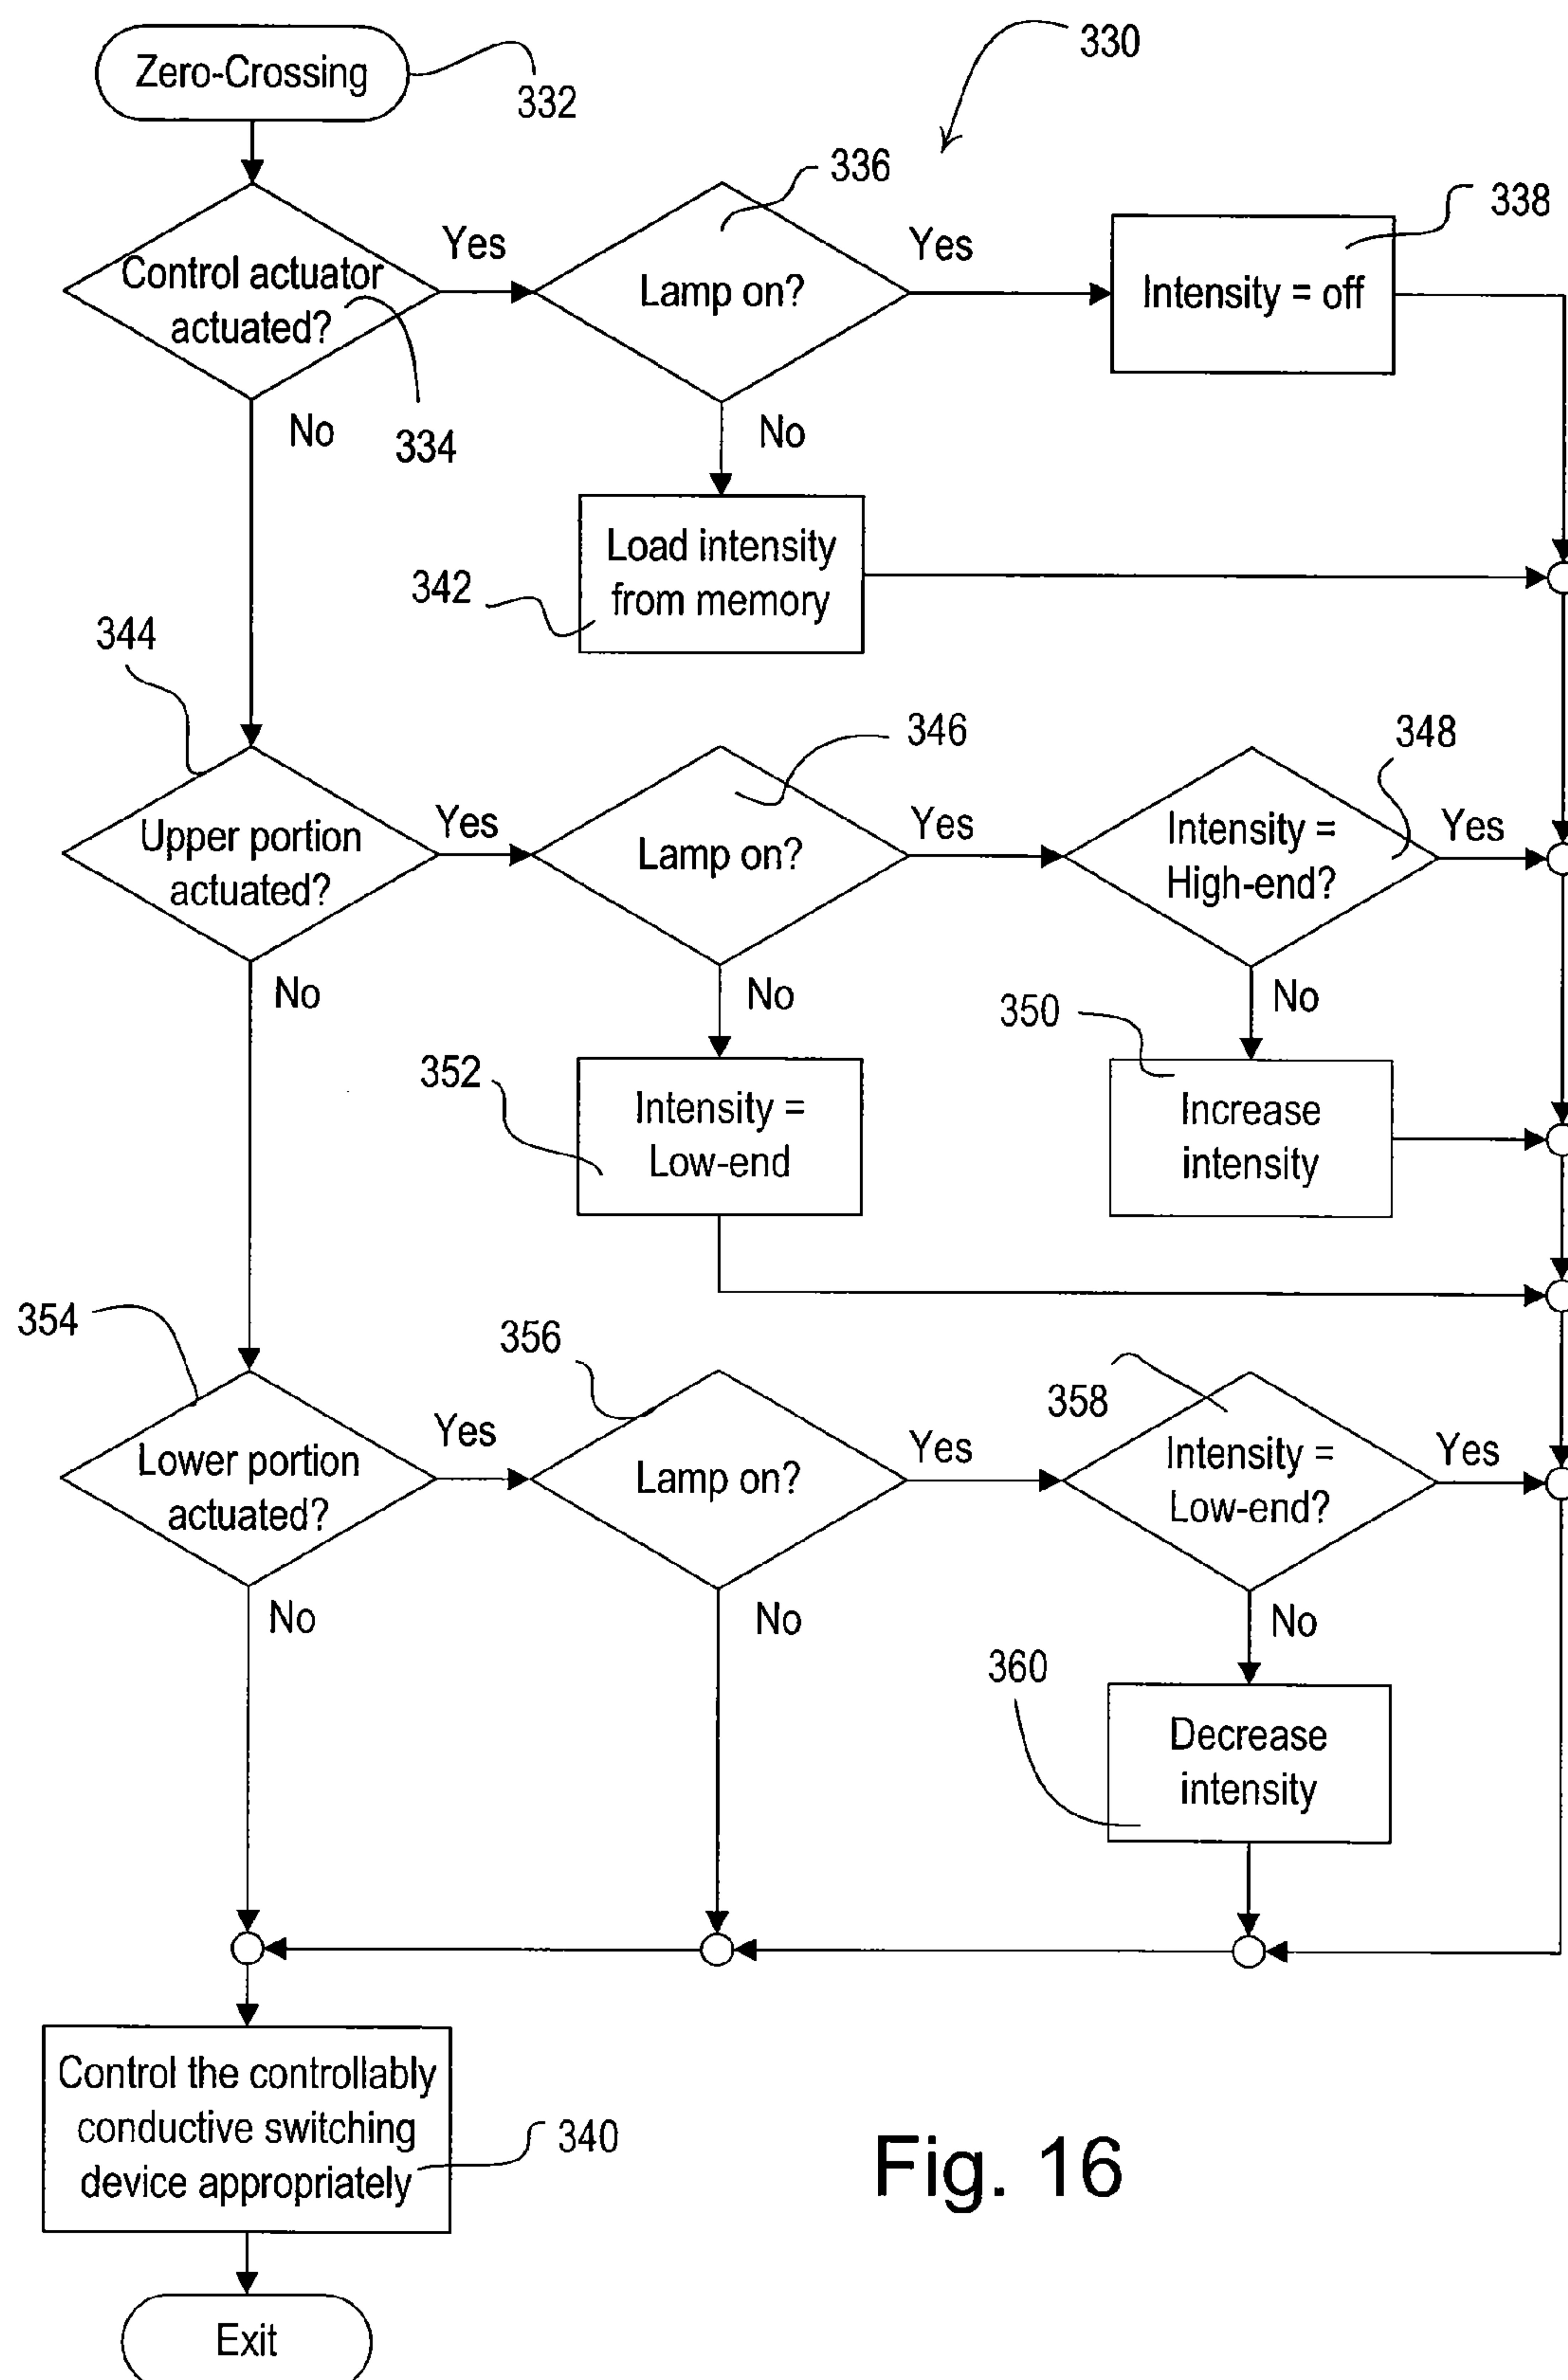 330
Zero-Crossing
332
336
338
Control actuator
actuated?
Yes
Lamp on?
Yes
Intensity = off
334
No
No
Load intensity
from memory
342
344
346
348
Upper portion
actuated?
Yes
Lamp on?
Yes
Intensity =
High-end?
Yes
No
No
No
352
350
Intensity =
Low-end
Increase
intensity
354
356
358
Lower portion
actuated?
Yes
Lamp on?
Yes
Intensity =
Low-end?
Yes
No
No
No
360
Decrease
intensity
Control the controllably
conductive switching
device appropriately
340
Fig. 16
Exit